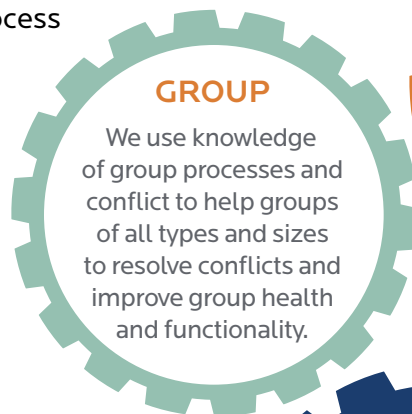 GROUP
We use knowledge
of group processes and
conflict to help groups
of all types and sizes
to resolve conflicts and
improve group health
and functionality.